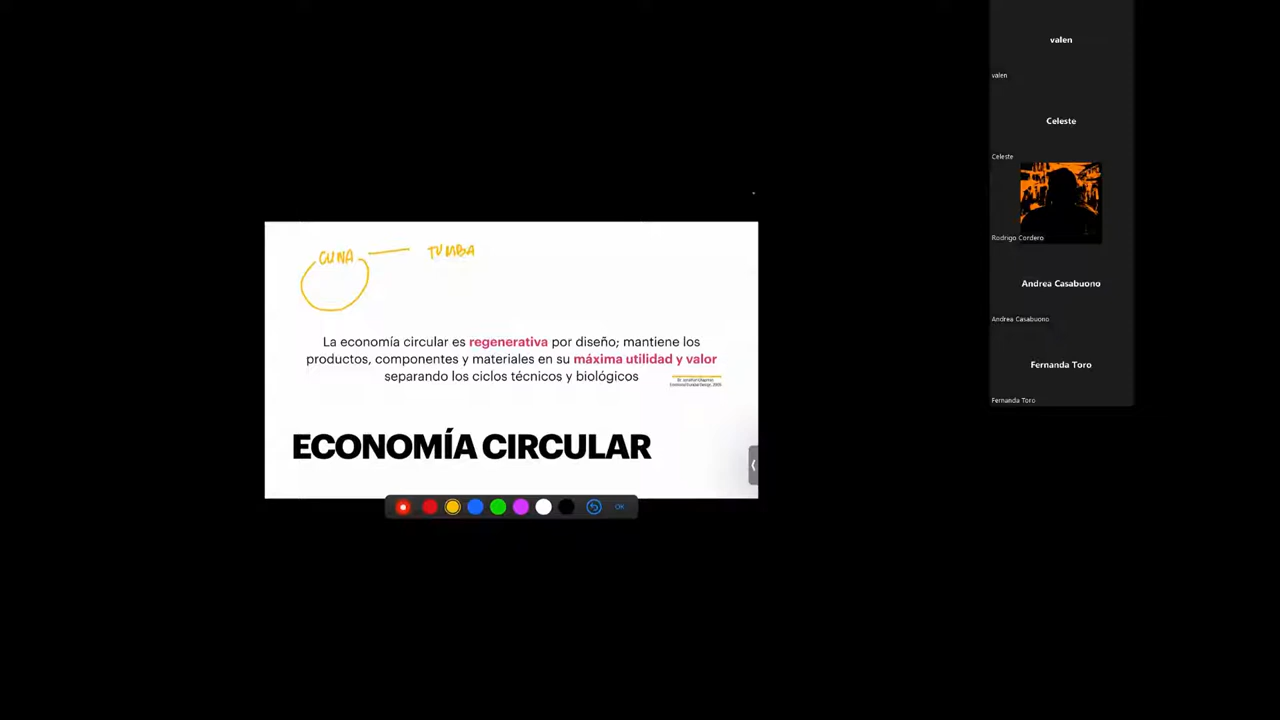 CUNA — TUMBA
La economía circular es regenerativa por diseño; mantiene los
productos, componentes y materiales en su máxima utilidad y valor
separando los ciclos técnicos y biológicos
ECONOMÍA CIRCULAR
OK
valen
valen
Celeste
Celeste
Rodrigo Cordero
Andrea Casabuono
Andrea Casabuono
Fernanda Toro
Fernanda Toro